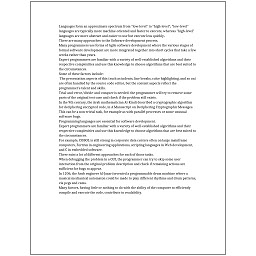 Languages form an approximate spectrum from "low-level" to "high-level"; "low-level"
languages are typically more machine-oriented and faster to execute, whereas "high-level"
languages are more abstract and easier to use but execute less quickly.
There are many approaches to the Software development process.
Many programmers use forms of Agile software development where the various stages of
formal software development are more integrated together into short cycles that take a few
weeks rather than years.
Expert programmers are familiar with a variety of well-established algorithms and their
respective complexities and use this knowledge to choose algorithms that are best suited to
the circumstances.
Some of these factors include:
The presentation aspects of this (such as indents, line breaks, color highlighting, and so on)
are often handled by the source code editor, but the content aspects reflect the
programmer's talent and skills.
Trial-and-error/divide-and-conquer is needed: the programmer will try to remove some
parts of the original test case and check if the problem still exists.
In the 9th century, the Arab mathematician Al-Kindi described a cryptographic algorithm
for deciphering encrypted code, in A Manuscript on Deciphering Cryptographic Messages.
This can be a non-trivial task, for example as with parallel processes or some unusual
software bugs.
Programming languages are essential for software development.
Expert programmers are familiar with a variety of well-established algorithms and their
respective complexities and use this knowledge to choose algorithms that are best suited to
the circumstances.
For example, COBOL is still strong in corporate data centers often on large mainframe
computers, Fortran in engineering applications, scripting languages in Web development,
and C in embedded software.
There exist a lot of different approaches for each of those tasks.
When debugging the problem in a GUI, the programmer can try to skip some user
interaction from the original problem description and check if remaining actions are
sufficient for bugs to appear.
In 1206, the Arab engineer Al-Jazari invented a programmable drum machine where a
musical mechanical automaton could be made to play different rhythms and drum patterns,
via pegs and cams.
Many factors, having little or nothing to do with the ability of the computer to efficiently
compile and execute the code, contribute to readability.